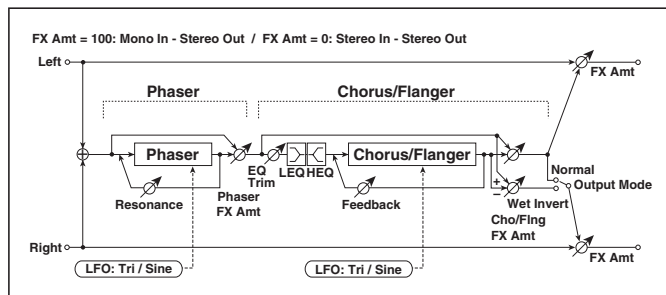 FX Amt = 100: Mono In - Stereo Out / FX Amt = 0: Stereo In - Stereo Out
Left
FX Amt
Phaser
Chorus/Flanger
Phaser
EQ
Trim
LEQ
HEQ
Chorus/Flanger
Resonance
Phaser
FX Amt
Feedback
+
−
Wet Invert
Cho/Flng
FX Amt
Normal
Output Mode
Right
FX Amt
LFO: Tri / Sine
LFO: Tri / Sine